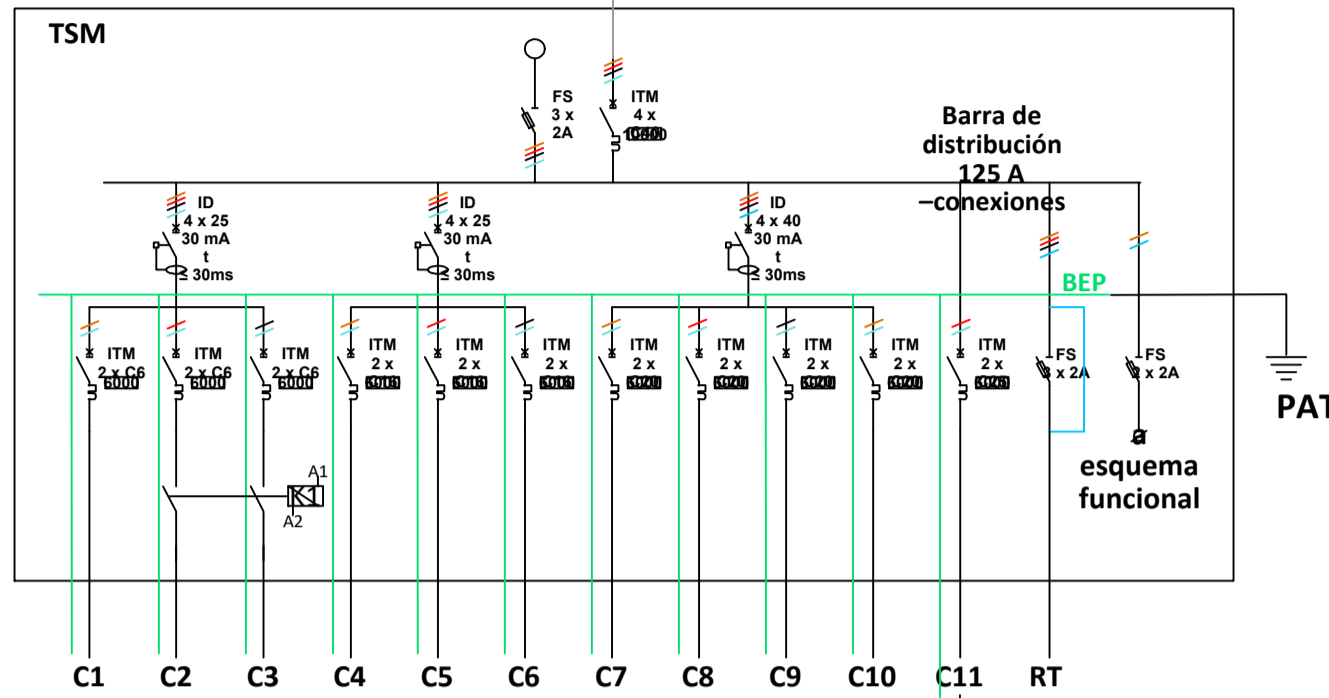 TSM
FS
3 x
2A
ITM
4 x
Barra de
distribución
125 A
–conexiones
ID
4 x 25
30 mA
t
≤ 30ms
ID
4 x 25
30 mA
t
≤ 30ms
ID
4 x 40
30 mA
t
≤ 30ms
BEP
ITM
2 x C6
6000
ITM
2 x C6
6000
ITM
2 x C6
6000
ITM
2 x
ITM
2 x
ITM
2 x
ITM
2 x
ITM
2 x
ITM
2 x
ITM
2 x
ITM
2 x
FS
3 x 2A
FS
2 x 2A
PAT
a
esquema
funcional
A1
K1
A2
C1
C2
C3
C4
C5
C6
C7
C8
C9
C10
C11
RT